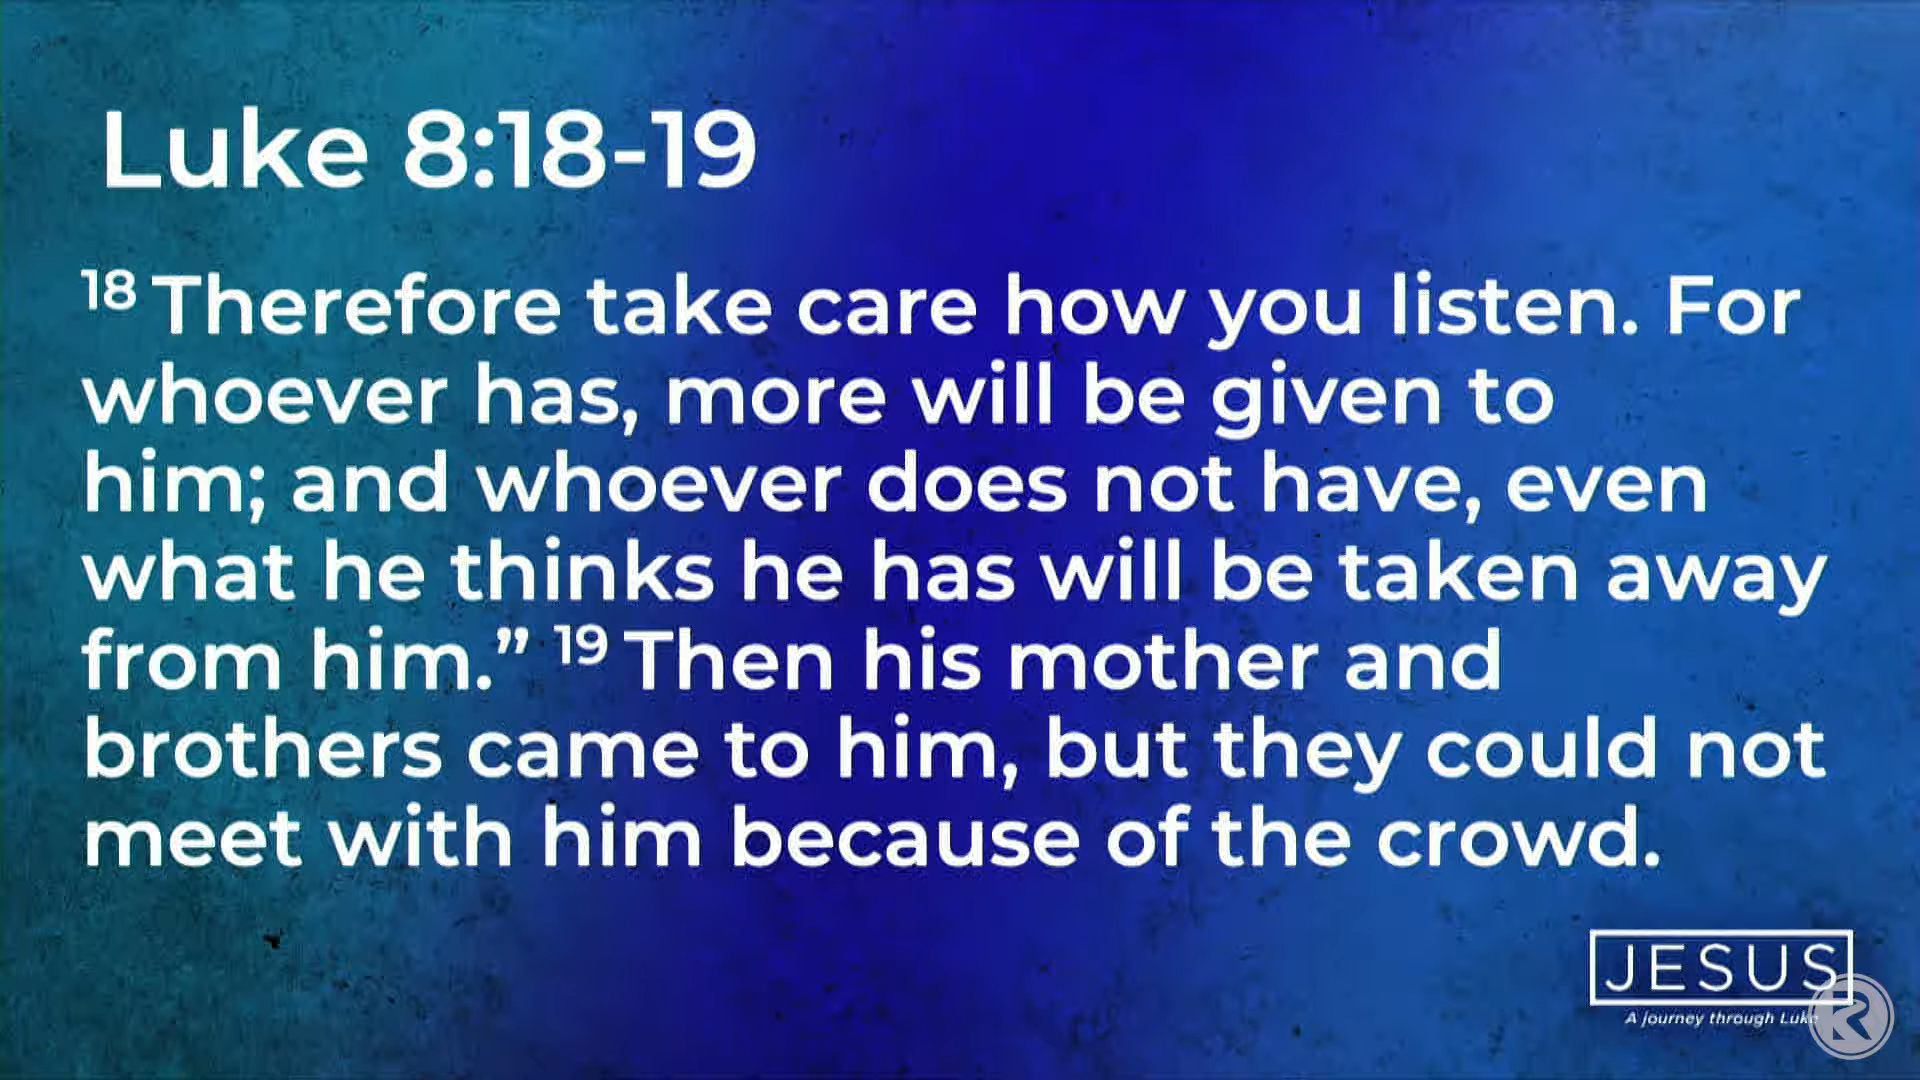 Luke 8:18-19
18 Therefore take care how you listen. For
whoever has, more will be given to
him; and whoever does not have, even
what he thinks he has will be taken away
from him.” 19 Then his mother and
brothers came to him, but they could not
meet with him because of the crowd.
JESUS
A journey through Luke
R